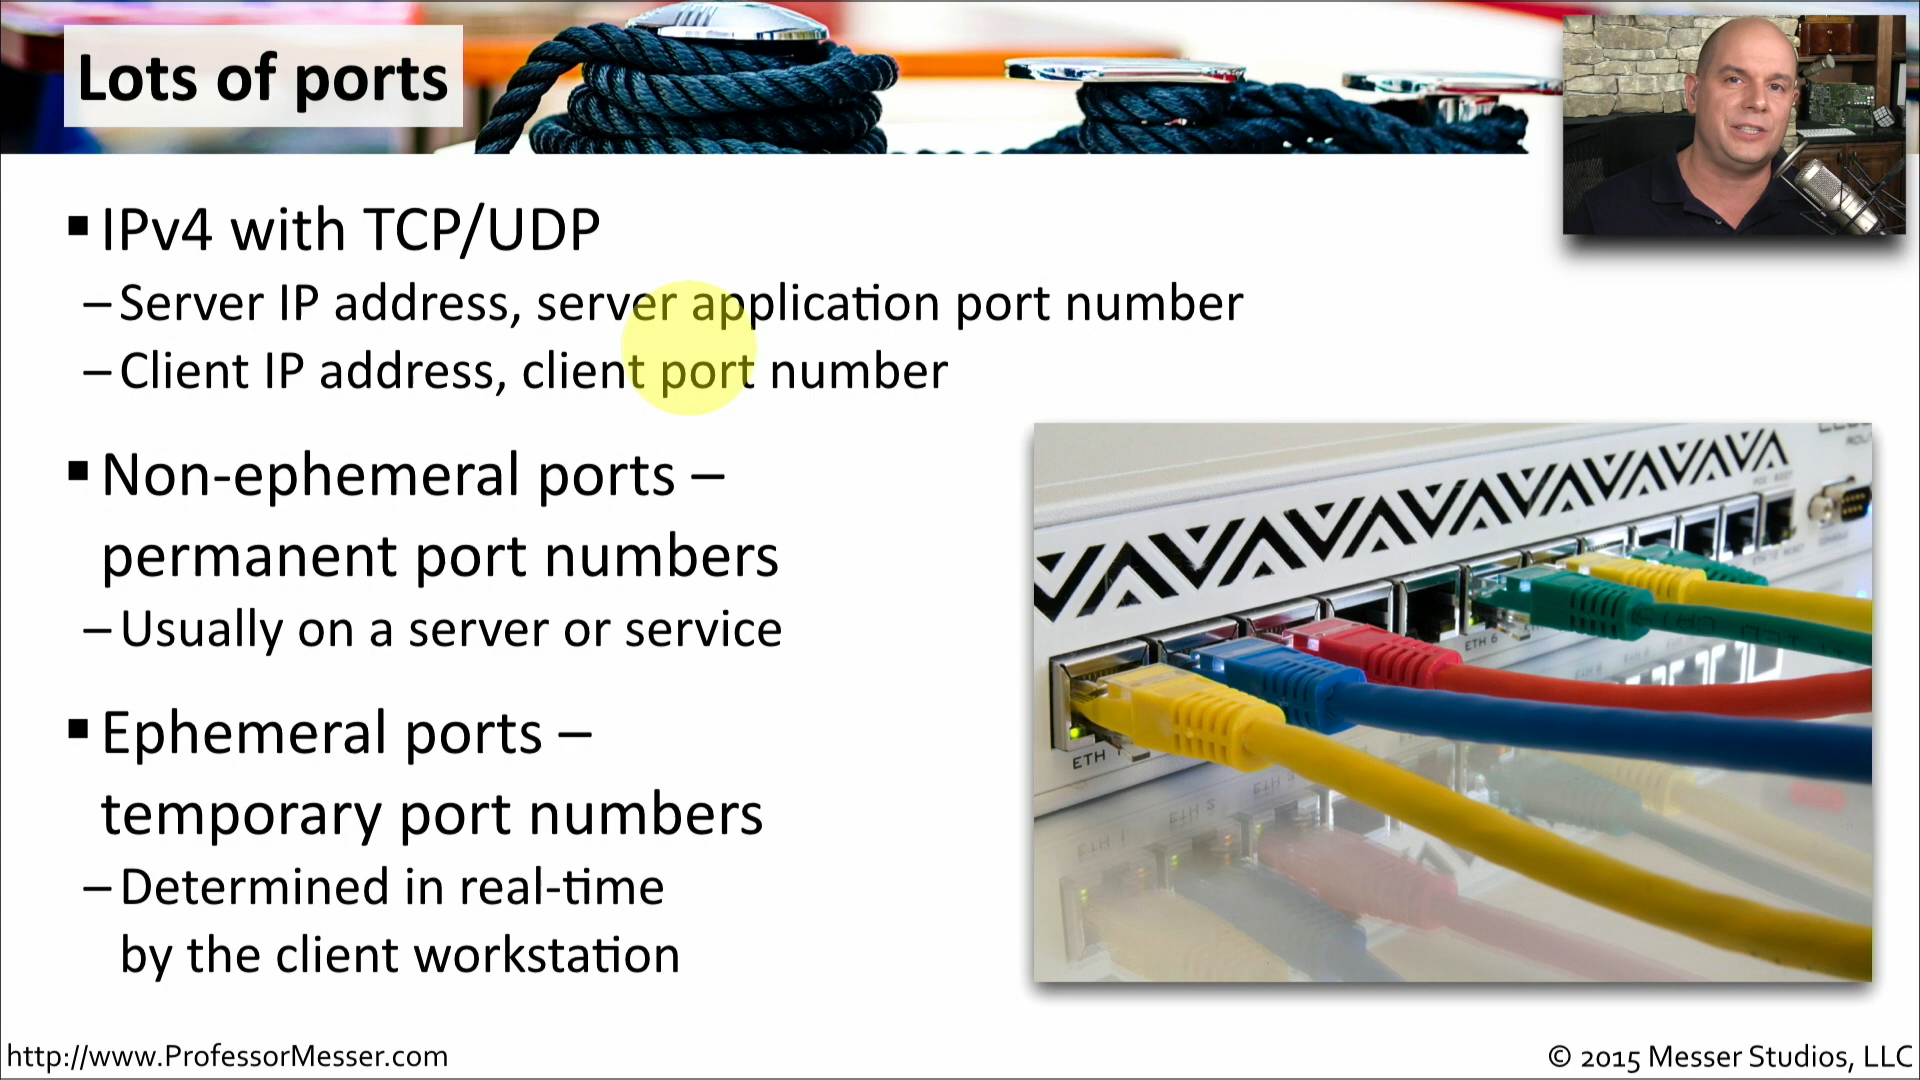 Lots of ports
▪ IPv4 with TCP/UDP
– Server IP address, server application port number
– Client IP address, client port number
▪ Non-ephemeral ports –
permanent port numbers
– Usually on a server or service
▪ Ephemeral ports –
temporary port numbers
– Determined in real-time
by the client workstation
ETH 1
ETH 6
http://www.ProfessorMesser.com
© 2015 Messer Studios, LLC